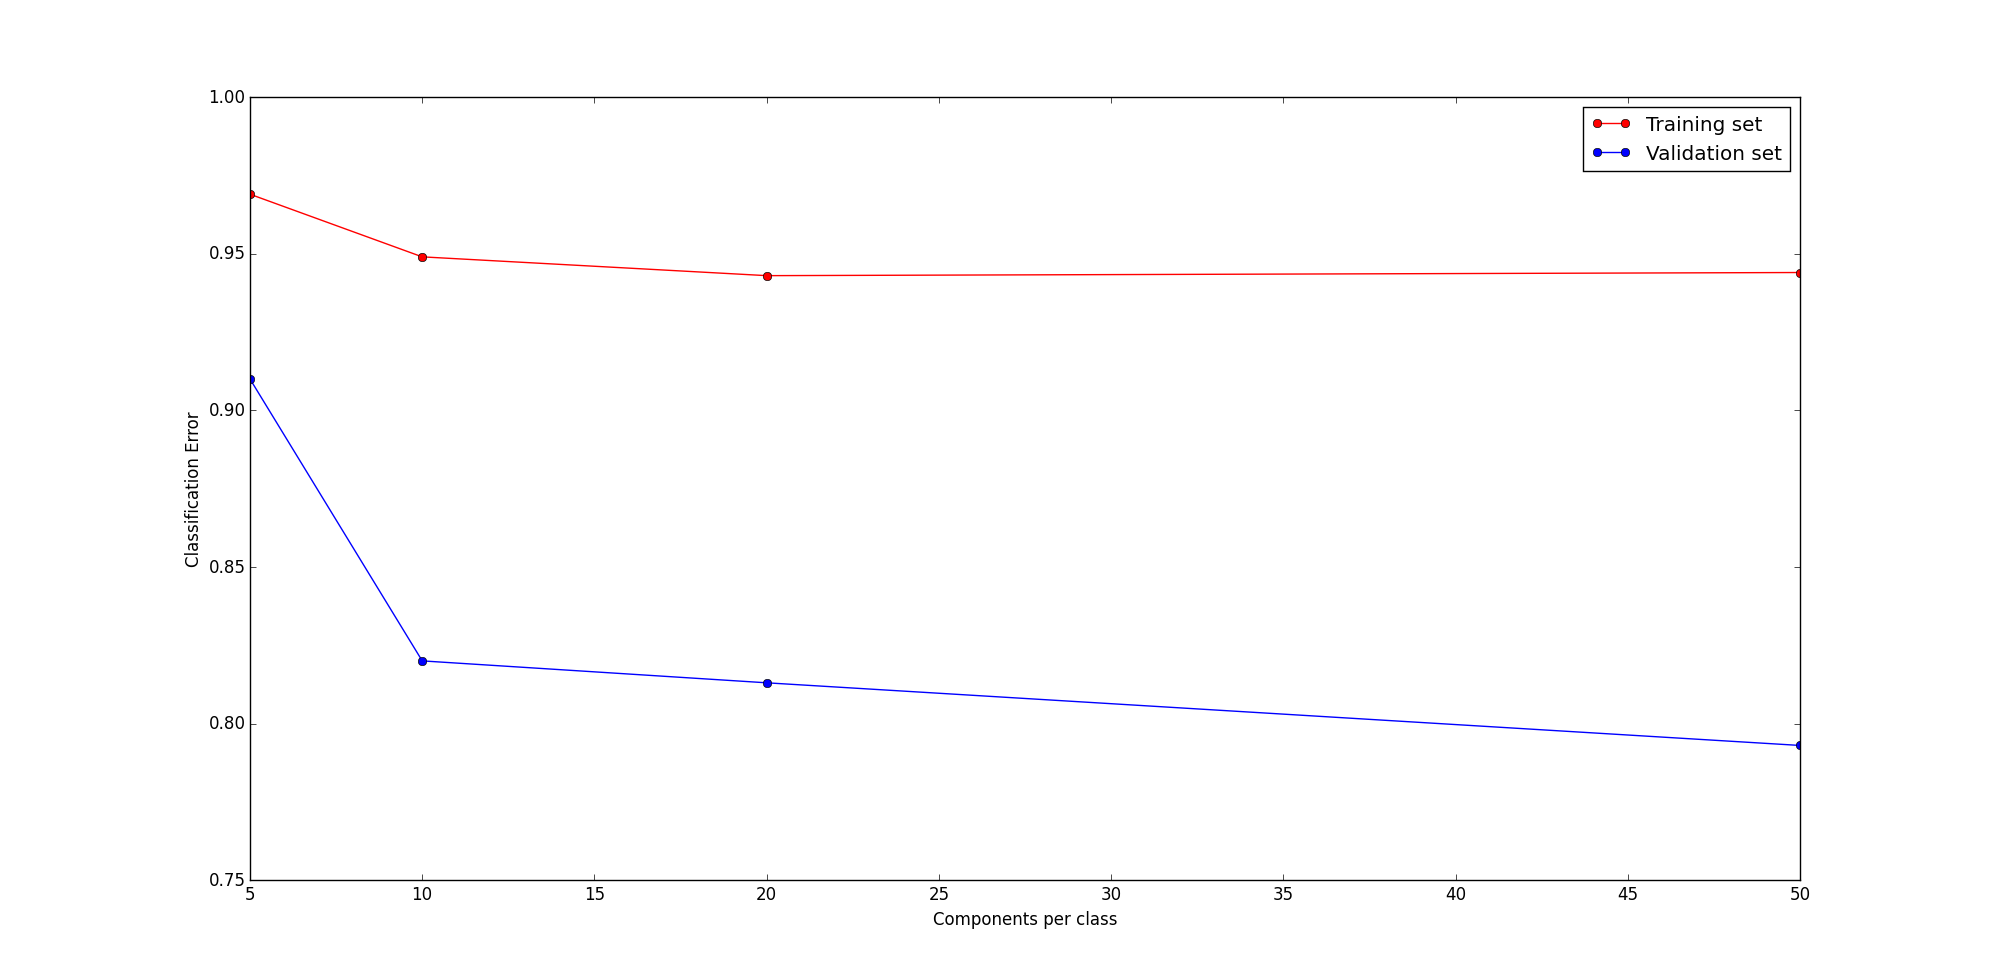 1.00
0.95
0.90
0.85
0.80
0.75
Classification Error
Training set
Validation set
5 10 15 20 25 30 35 40 45 50
Components per class